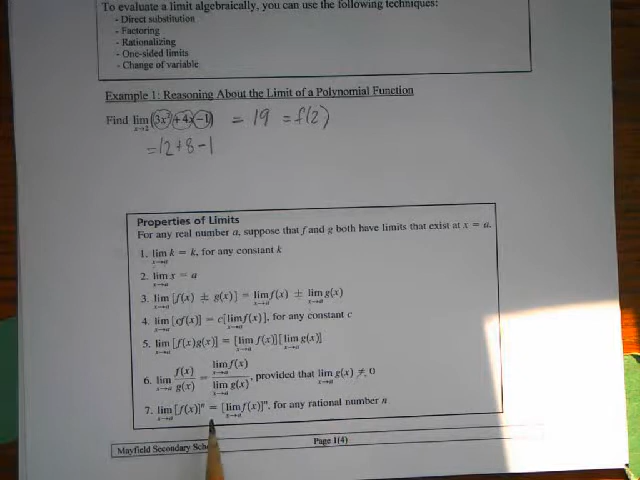 To evaluate a limit algebraically, you can use the following techniques:
- Direct substitution
- Factoring
- Rationalizing
- One-sided limits
- Change of variable
Example 1: Reasoning About the Limit of a Polynomial Function
Find lim x→2 (3x² + 4x − 1) = 19 = f(2)
= 12 + 8 − 1
Properties of Limits
For any real number a, suppose that f and g both have limits that exist at x = a.
1. lim x→a k = k, for any constant k
2. lim x→a x = a
3. lim x→a [f(x) ± g(x)] = lim x→a f(x) ± lim x→a g(x)
4. lim x→a [cf(x)] = c[lim x→a f(x)], for any constant c
5. lim x→a [f(x)g(x)] = [lim x→a f(x)][lim x→a g(x)]
6. lim x→a f(x)/g(x) = lim x→a f(x) / lim x→a g(x), provided that lim x→a g(x) ≠ 0
7. lim x→a [f(x)]ⁿ = [lim x→a f(x)]ⁿ, for any rational number n
Mayfield Secondary Page 1(4)